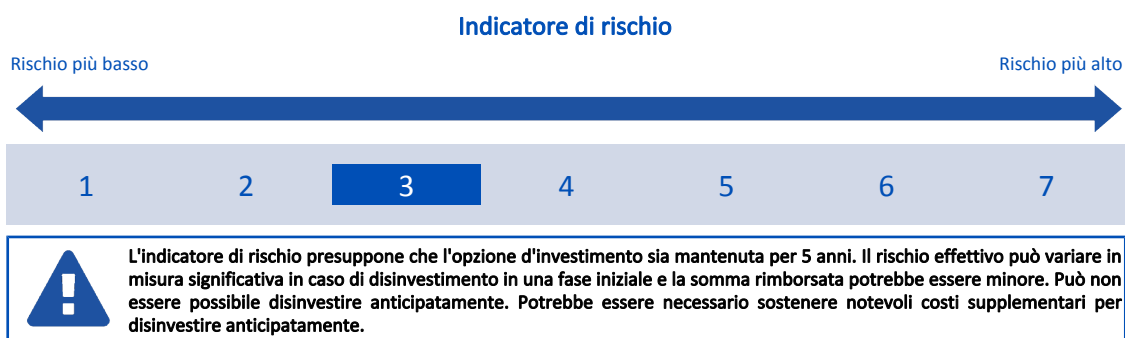 Indicatore di rischio
Rischio più basso Rischio più alto
1 2 3 4 5 6 7
L'indicatore di rischio presuppone che l'opzione d'investimento sia mantenuta per 5 anni. Il rischio effettivo può variare in
misura significativa in caso di disinvestimento in una fase iniziale e la somma rimborsata potrebbe essere minore. Può non
essere possibile disinvestire anticipatamente. Potrebbe essere necessario sostenere notevoli costi supplementari per
disinvestire anticipatamente.